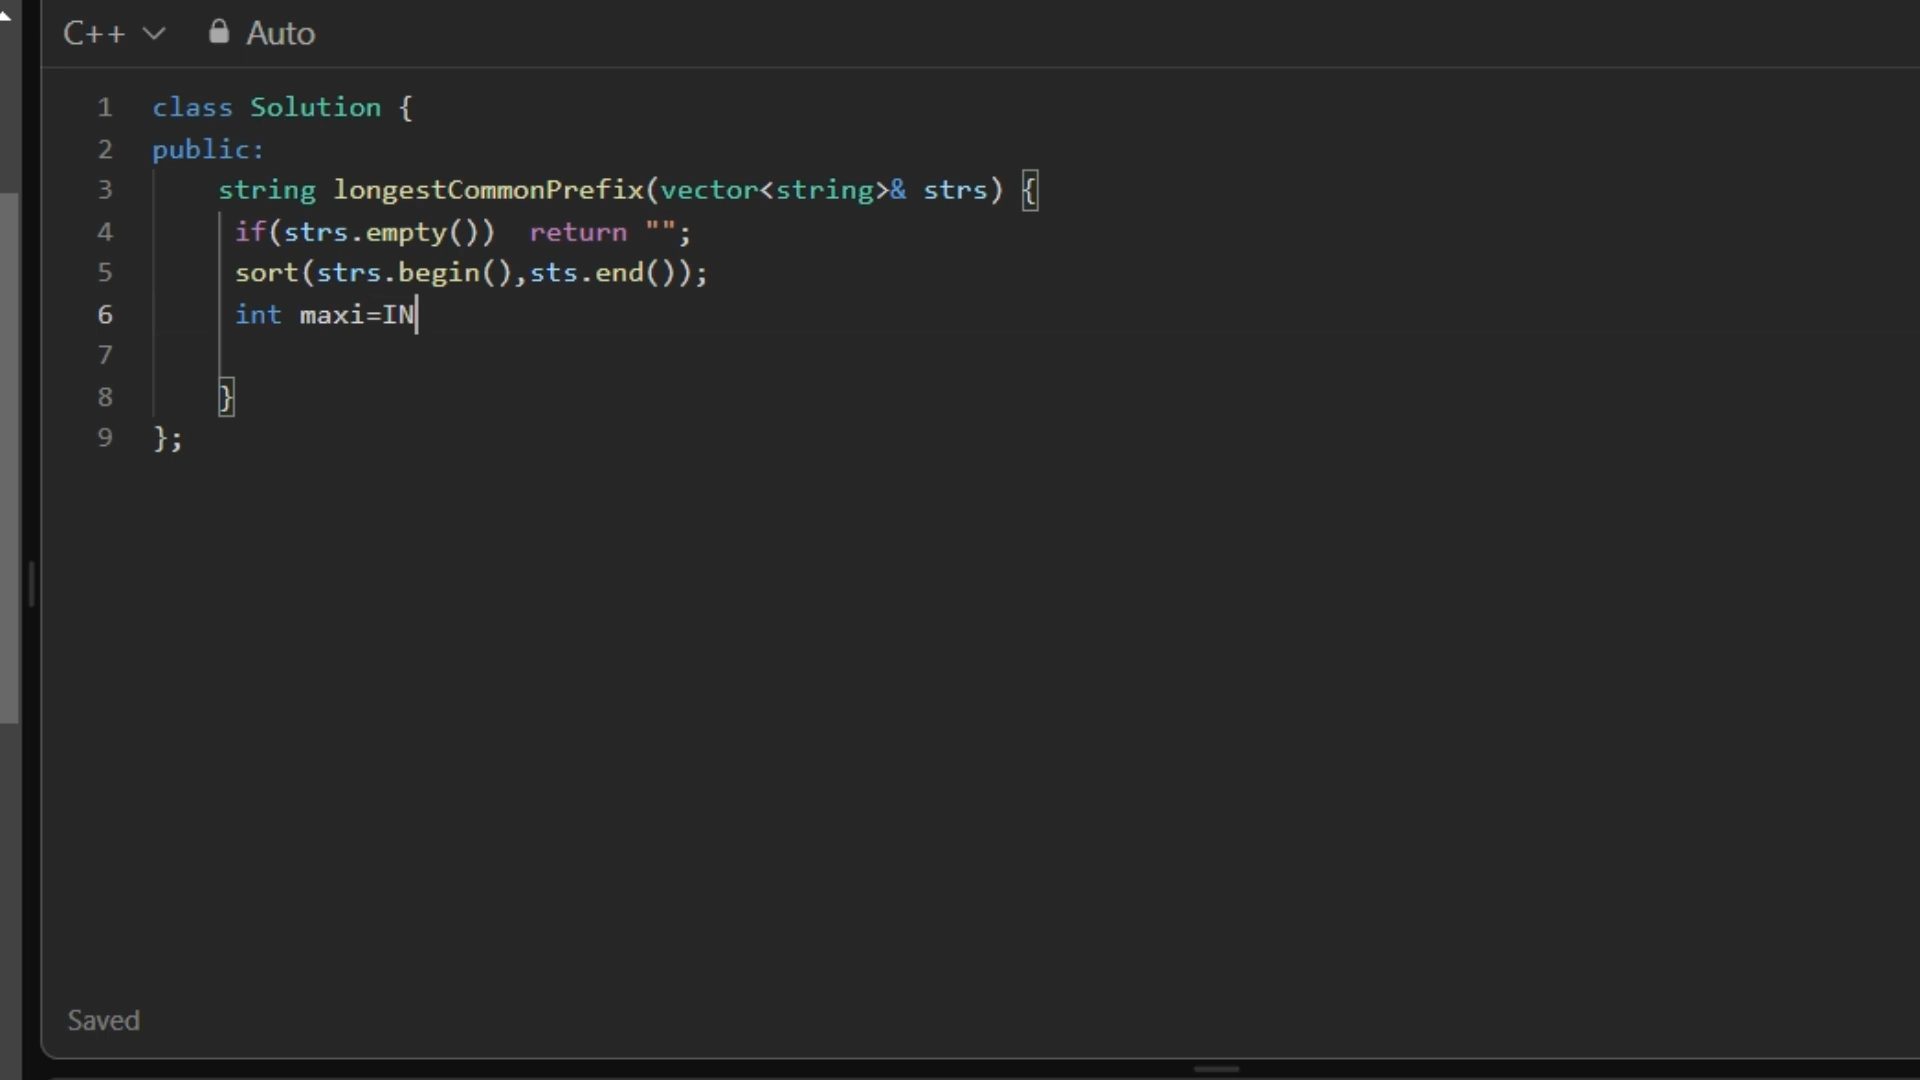 C++ Auto
1 class Solution {
2 public:
3 string longestCommonPrefix(vector<string>& strs) {
4 if(strs.empty()) return "";
5 sort(strs.begin(),sts.end());
6 int maxi=IN
7
8 }
9 };
Saved